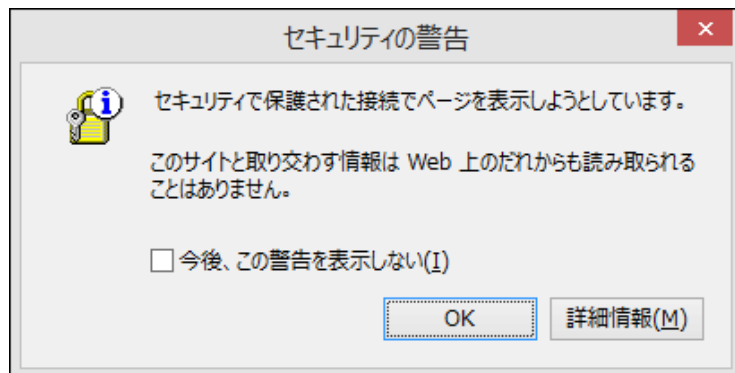 セキュリティの警告
セキュリティで保護された接続でページを表示しようとしています。
このサイトと取り交わす情報は Web 上のだれからも読み取られる
ことはありません。
今後、この警告を表示しない(I)
OK 詳細情報(M)